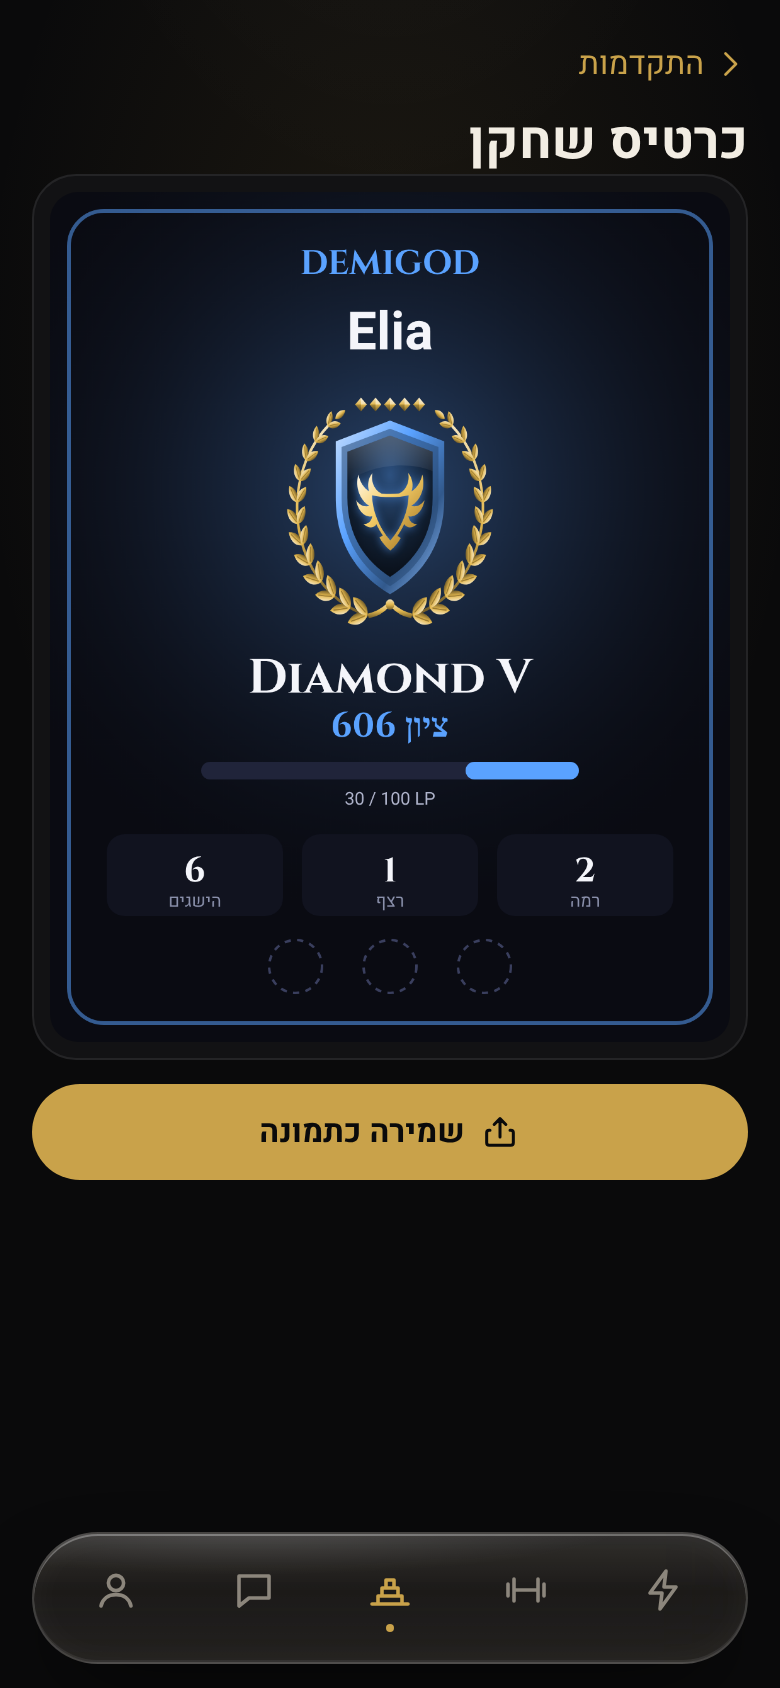 התקדמות
כרטיס שחקן
DEMIGOD
Elia
DIAMOND V
ציון 606
30 / 100 LP
2
רמה
1
רצף
6
הישגים
שמירה כתמונה